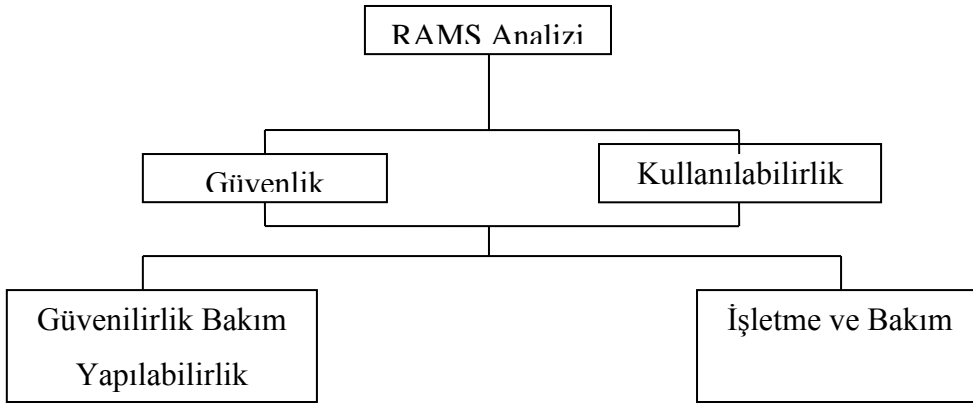 RAMS Analizi
Güvenlik
Kullanılabilirlik
Güvenilirlik Bakım
Yapılabilirlik
İşletme ve Bakım